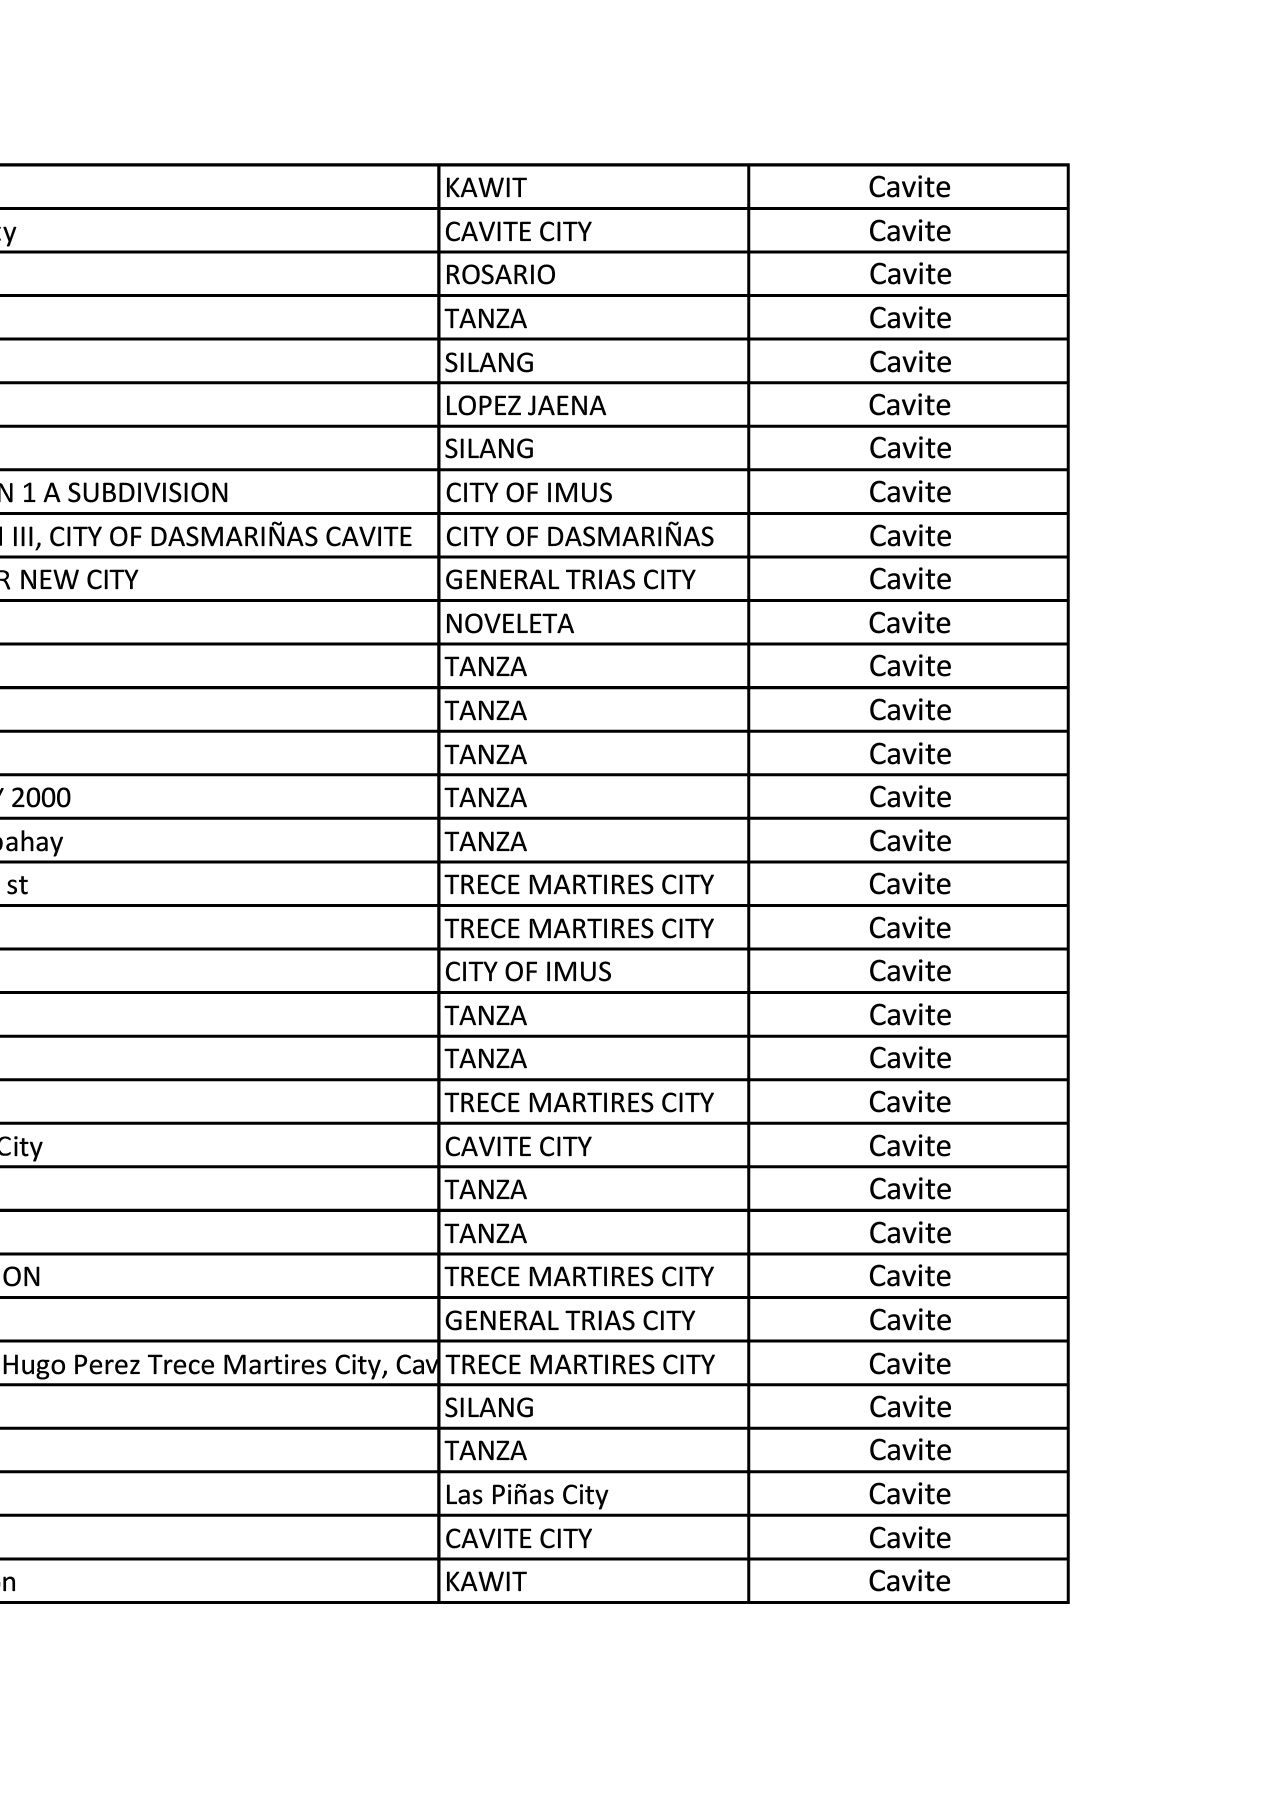 KAWIT Cavite
ty CAVITE CITY Cavite
ROSARIO Cavite
TANZA Cavite
SILANG Cavite
LOPEZ JAENA Cavite
SILANG Cavite
N 1 A SUBDIVISION CITY OF IMUS Cavite
III, CITY OF DASMARIÑAS CAVITE CITY OF DASMARIÑAS Cavite
R NEW CITY GENERAL TRIAS CITY Cavite
NOVELETA Cavite
TANZA Cavite
TANZA Cavite
TANZA Cavite
Y 2000 TANZA Cavite
pahay TANZA Cavite
st TRECE MARTIRES CITY Cavite
TRECE MARTIRES CITY Cavite
CITY OF IMUS Cavite
TANZA Cavite
TANZA Cavite
TRECE MARTIRES CITY Cavite
City CAVITE CITY Cavite
TANZA Cavite
TANZA Cavite
ON TRECE MARTIRES CITY Cavite
GENERAL TRIAS CITY Cavite
Hugo Perez Trece Martires City, Cav TRECE MARTIRES CITY Cavite
SILANG Cavite
TANZA Cavite
Las Piñas City Cavite
CAVITE CITY Cavite
on KAWIT Cavite